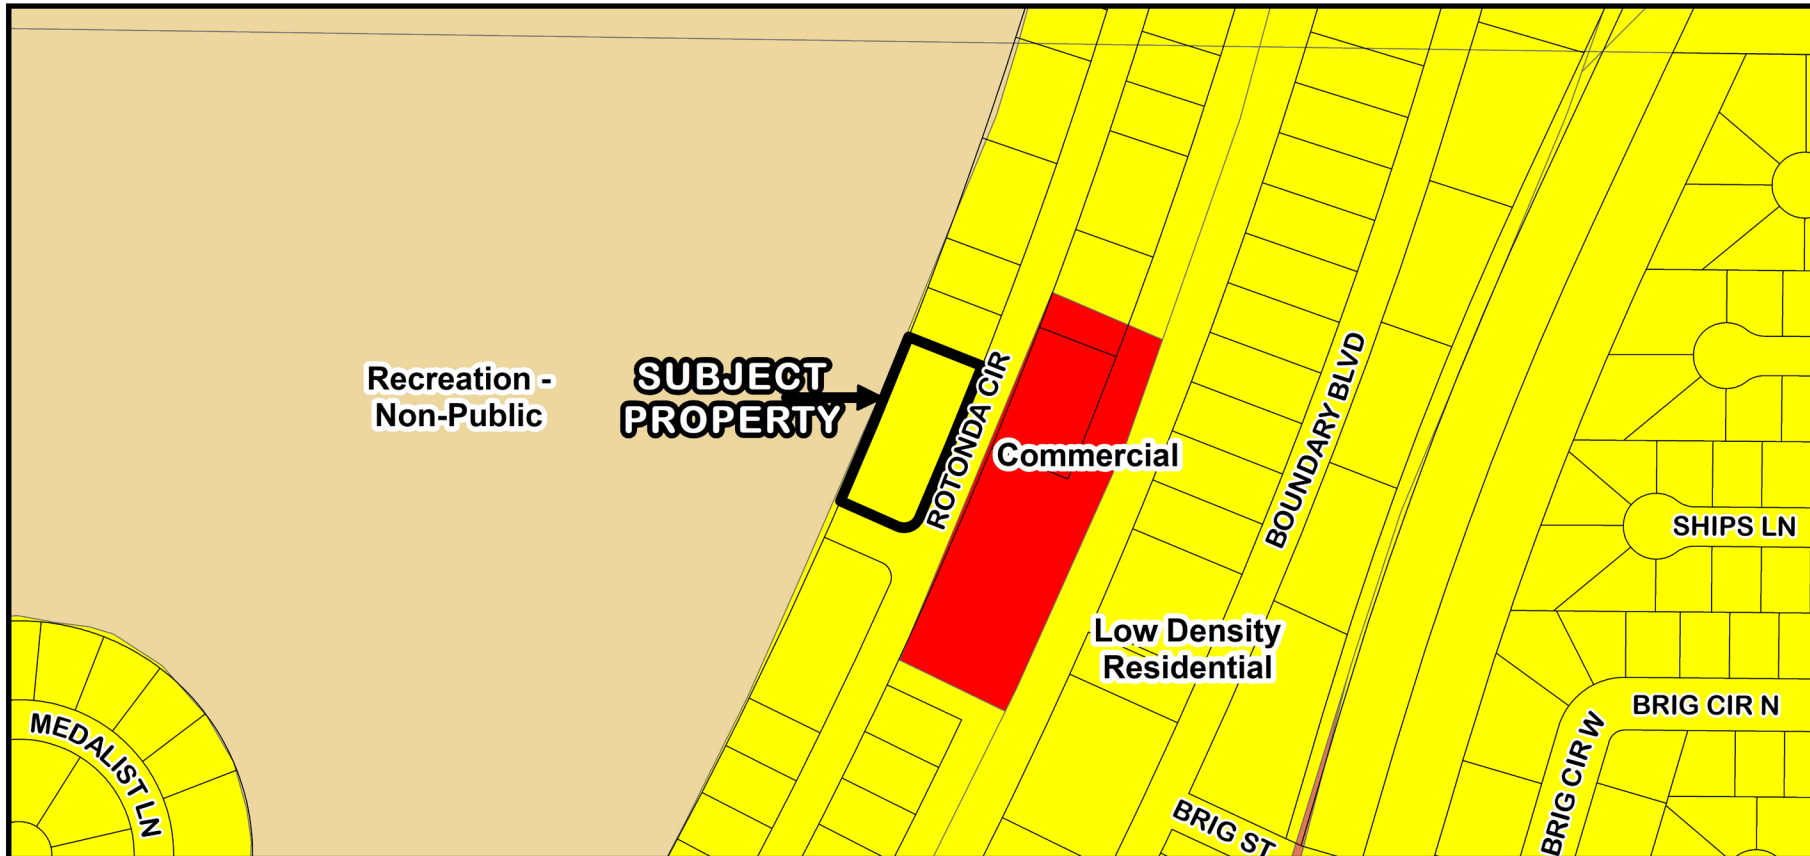 Recreation -
Non-Public
SUBJECT
PROPERTY
ROTONDA CIR
Commercial
BOUNDARY BLVD
SHIPS LN
Low Density
Residential
BRIG CIR N
BRIG CIR W
MEDALIST LN
BRIG ST